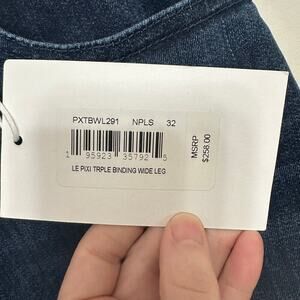 PXTBWL291 NPLS 32
1 95923 35792 5
LE PIXI TRPLE BINDING WIDE LEG
MSRP
$258.00